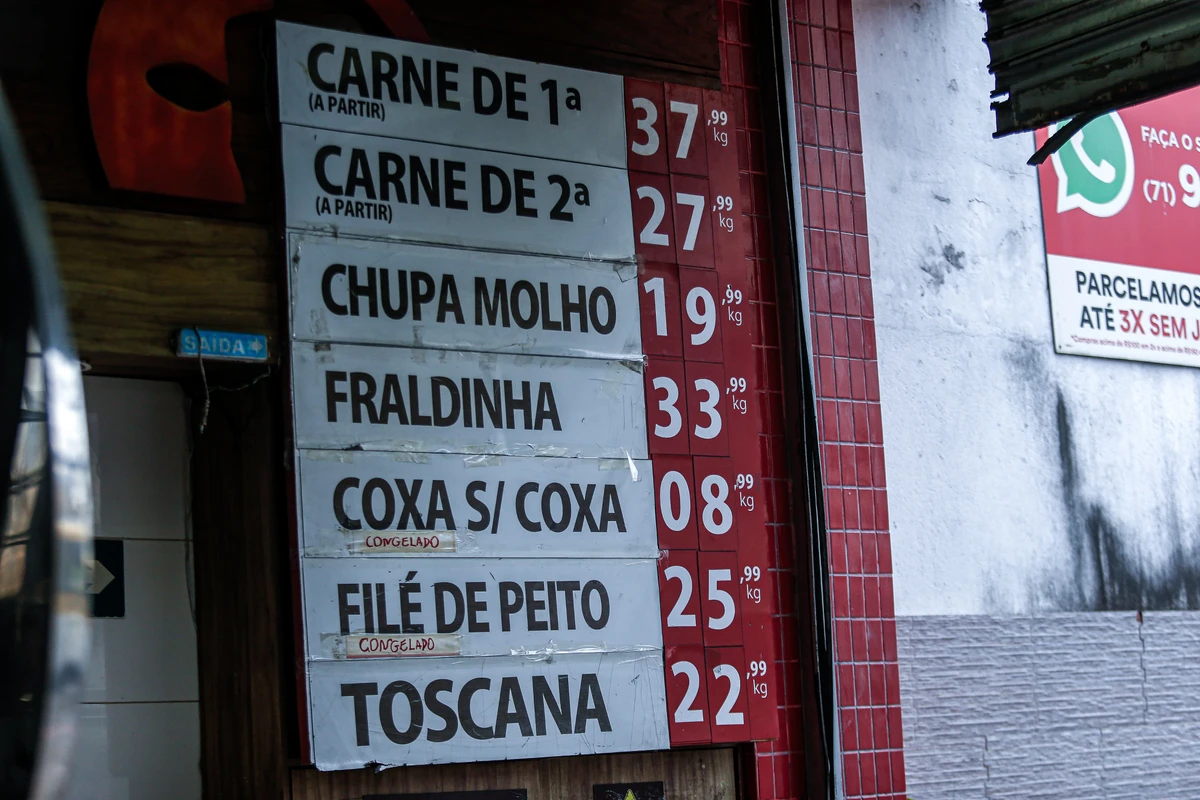 CARNE DE 1ª
(A PARTIR)
37,99
kg
CARNE DE 2ª
(A PARTIR)
27,99
kg
CHUPA MOLHO
19,99
kg
FRALDINHA
33,99
kg
COXA S/ COXA
CONGELADO
08,99
kg
FILÉ DE PEITO
CONGELADO
25,99
kg
TOSCANA
22,99
kg
SAÍDA
FAÇA O S
(71) 9
PARCELAMOS
ATÉ 3X SEM J